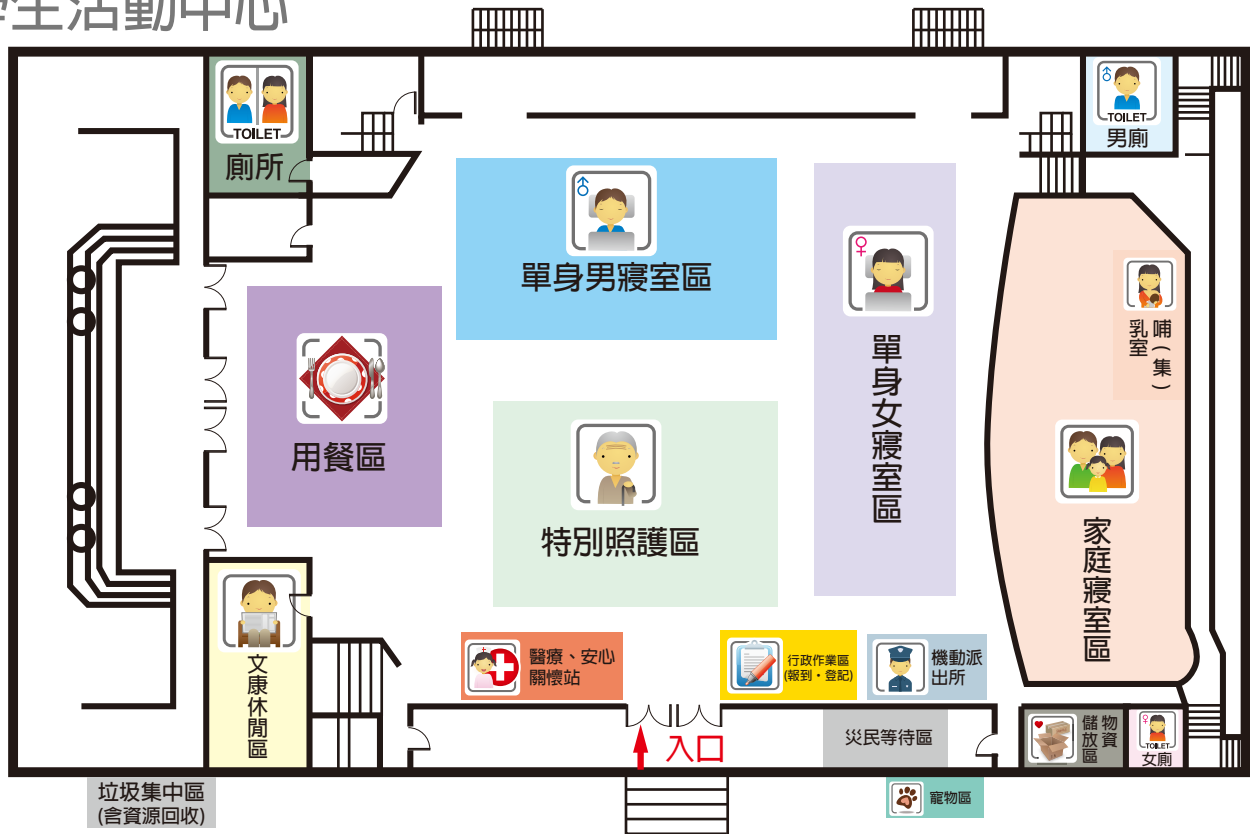 學生活動中心
TOILET
廁所
TOILET
男廁
單身男寢室區
單身女寢室區
哺(集)
乳室
用餐區
特別照護區
家庭寢室區
文康休閒區
醫療、安心
關懷站
行政作業區
(報到・登記)
機動派
出所
入口
災民等待區
物資
儲放區
TOILET
女廁
垃圾集中區
(含資源回收)
寵物區